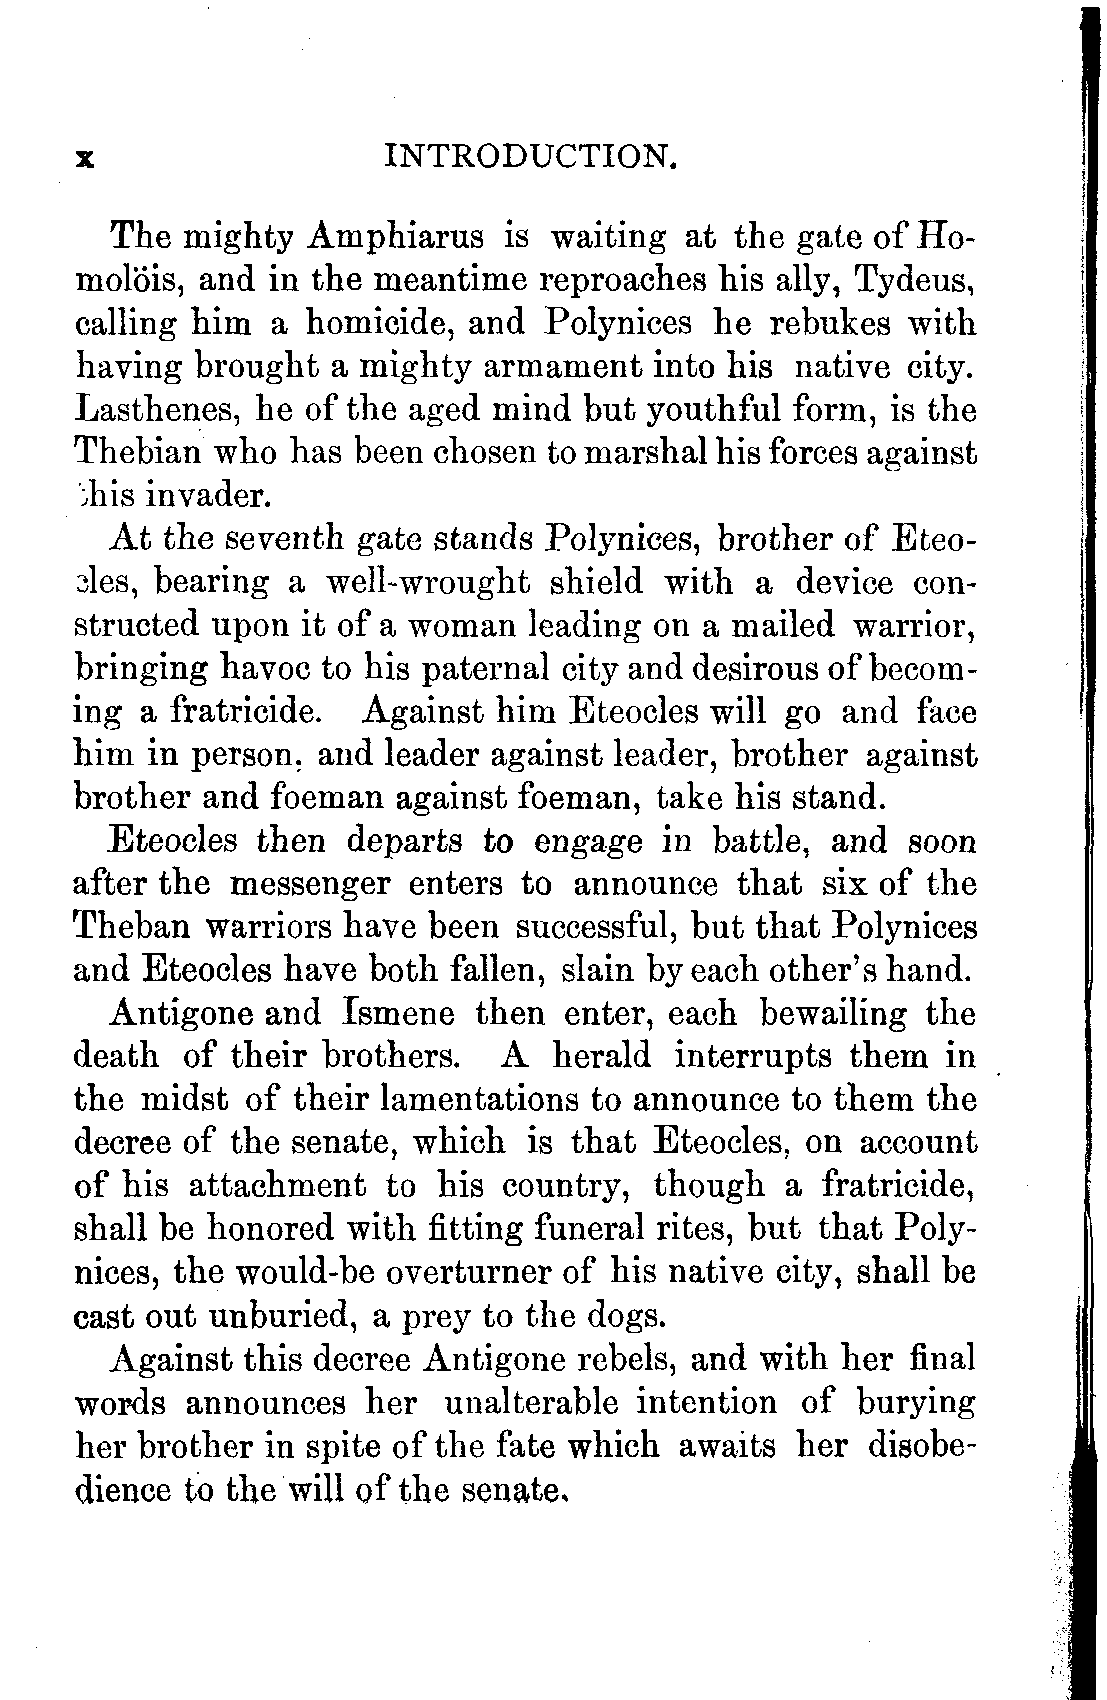 x INTRODUCTION.
The mighty Amphiarus is waiting at the gate of Ho-
molöis, and in the meantime reproaches his ally, Tydeus,
calling him a homicide, and Polynices he rebukes with
having brought a mighty armament into his native city.
Lasthenes, he of the aged mind but youthful form, is the
Thebian who has been chosen to marshal his forces against
this invader.
At the seventh gate stands Polynices, brother of Eteo-
cles, bearing a well-wrought shield with a device con-
structed upon it of a woman leading on a mailed warrior,
bringing havoc to his paternal city and desirous of becom-
ing a fratricide. Against him Eteocles will go and face
him in person, and leader against leader, brother against
brother and foeman against foeman, take his stand.
Eteocles then departs to engage in battle, and soon
after the messenger enters to announce that six of the
Theban warriors have been successful, but that Polynices
and Eteocles have both fallen, slain by each other's hand.
Antigone and Ismene then enter, each bewailing the
death of their brothers. A herald interrupts them in
the midst of their lamentations to announce to them the
decree of the senate, which is that Eteocles, on account
of his attachment to his country, though a fratricide,
shall be honored with fitting funeral rites, but that Poly-
nices, the would-be overturner of his native city, shall be
cast out unburied, a prey to the dogs.
Against this decree Antigone rebels, and with her final
words announces her unalterable intention of burying
her brother in spite of the fate which awaits her disobe-
dience to the will of the senate.